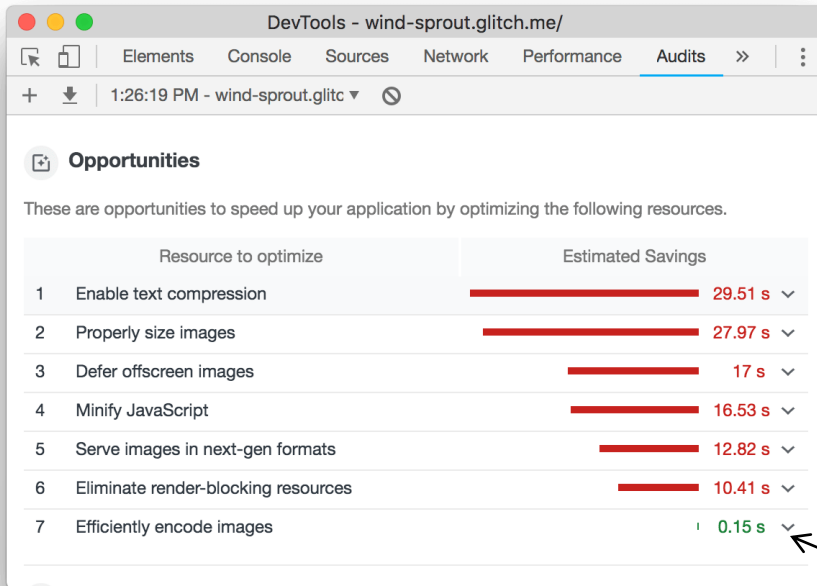 DevTools - wind-sprout.glitch.me/
Elements Console Sources Network Performance Audits »
1:26:19 PM - wind-sprout.glitc ▼
Opportunities
These are opportunities to speed up your application by optimizing the following resources.
Resource to optimize Estimated Savings
1 Enable text compression 29.51 s
2 Properly size images 27.97 s
3 Defer offscreen images 17 s
4 Minify JavaScript 16.53 s
5 Serve images in next-gen formats 12.82 s
6 Eliminate render-blocking resources 10.41 s
7 Efficiently encode images 0.15 s